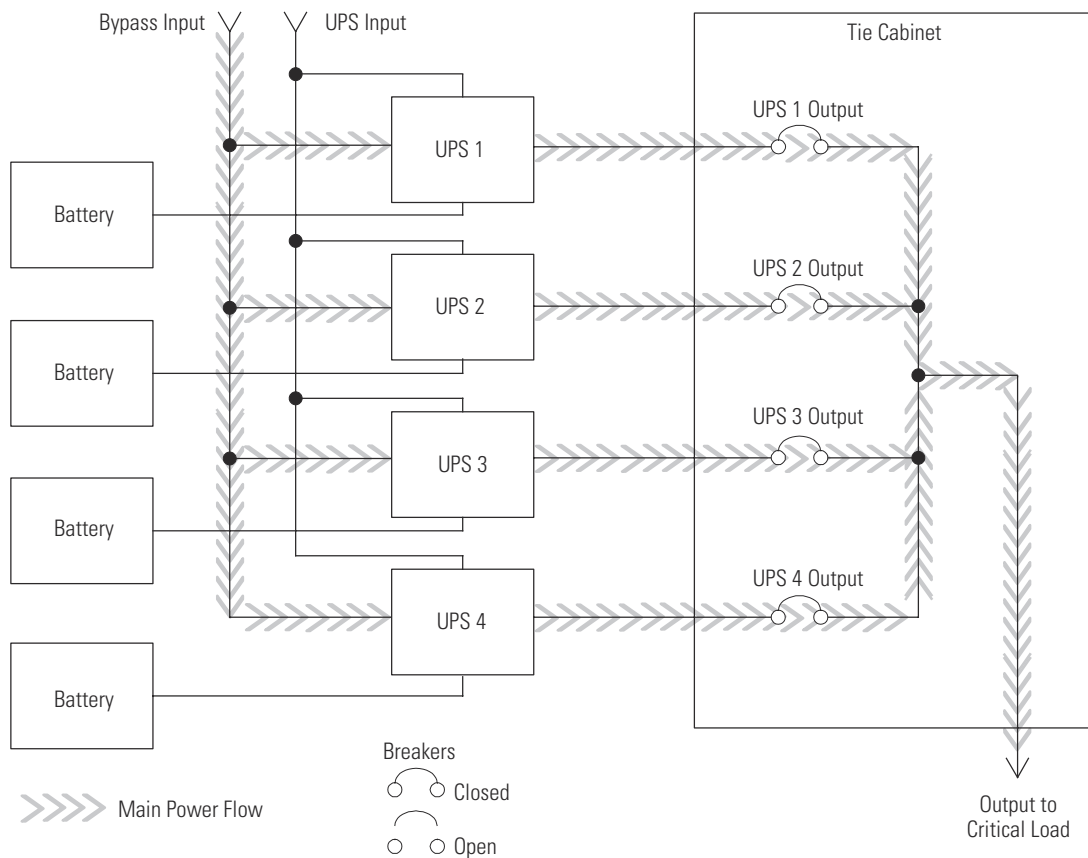 Bypass Input
UPS Input
Tie Cabinet
UPS 1 Output
UPS 1
Battery
UPS 2 Output
UPS 2
Battery
UPS 3 Output
UPS 3
Battery
UPS 4 Output
UPS 4
Battery
Breakers
Closed
Main Power Flow
Open
Output to
Critical Load